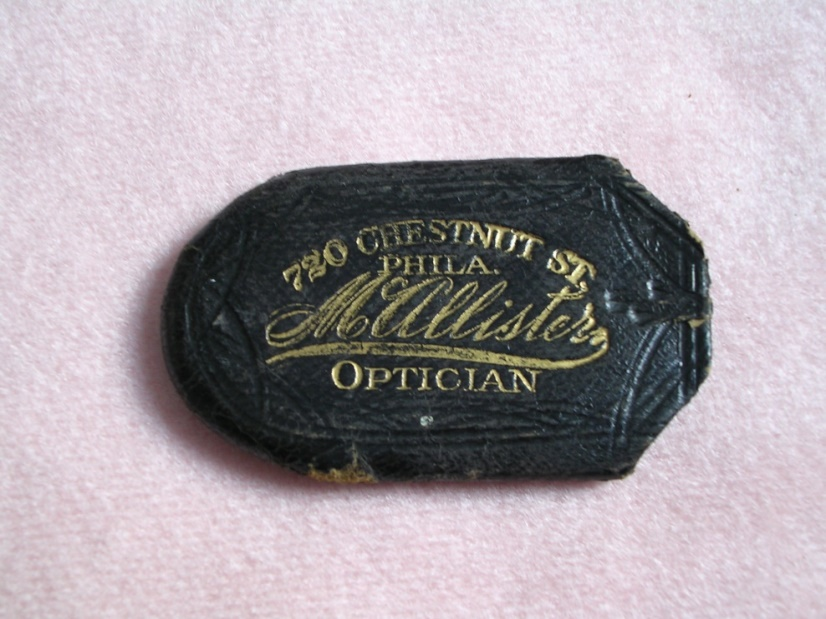 720 CHESTNUT ST.
PHILA.
McAllister,
OPTICIAN